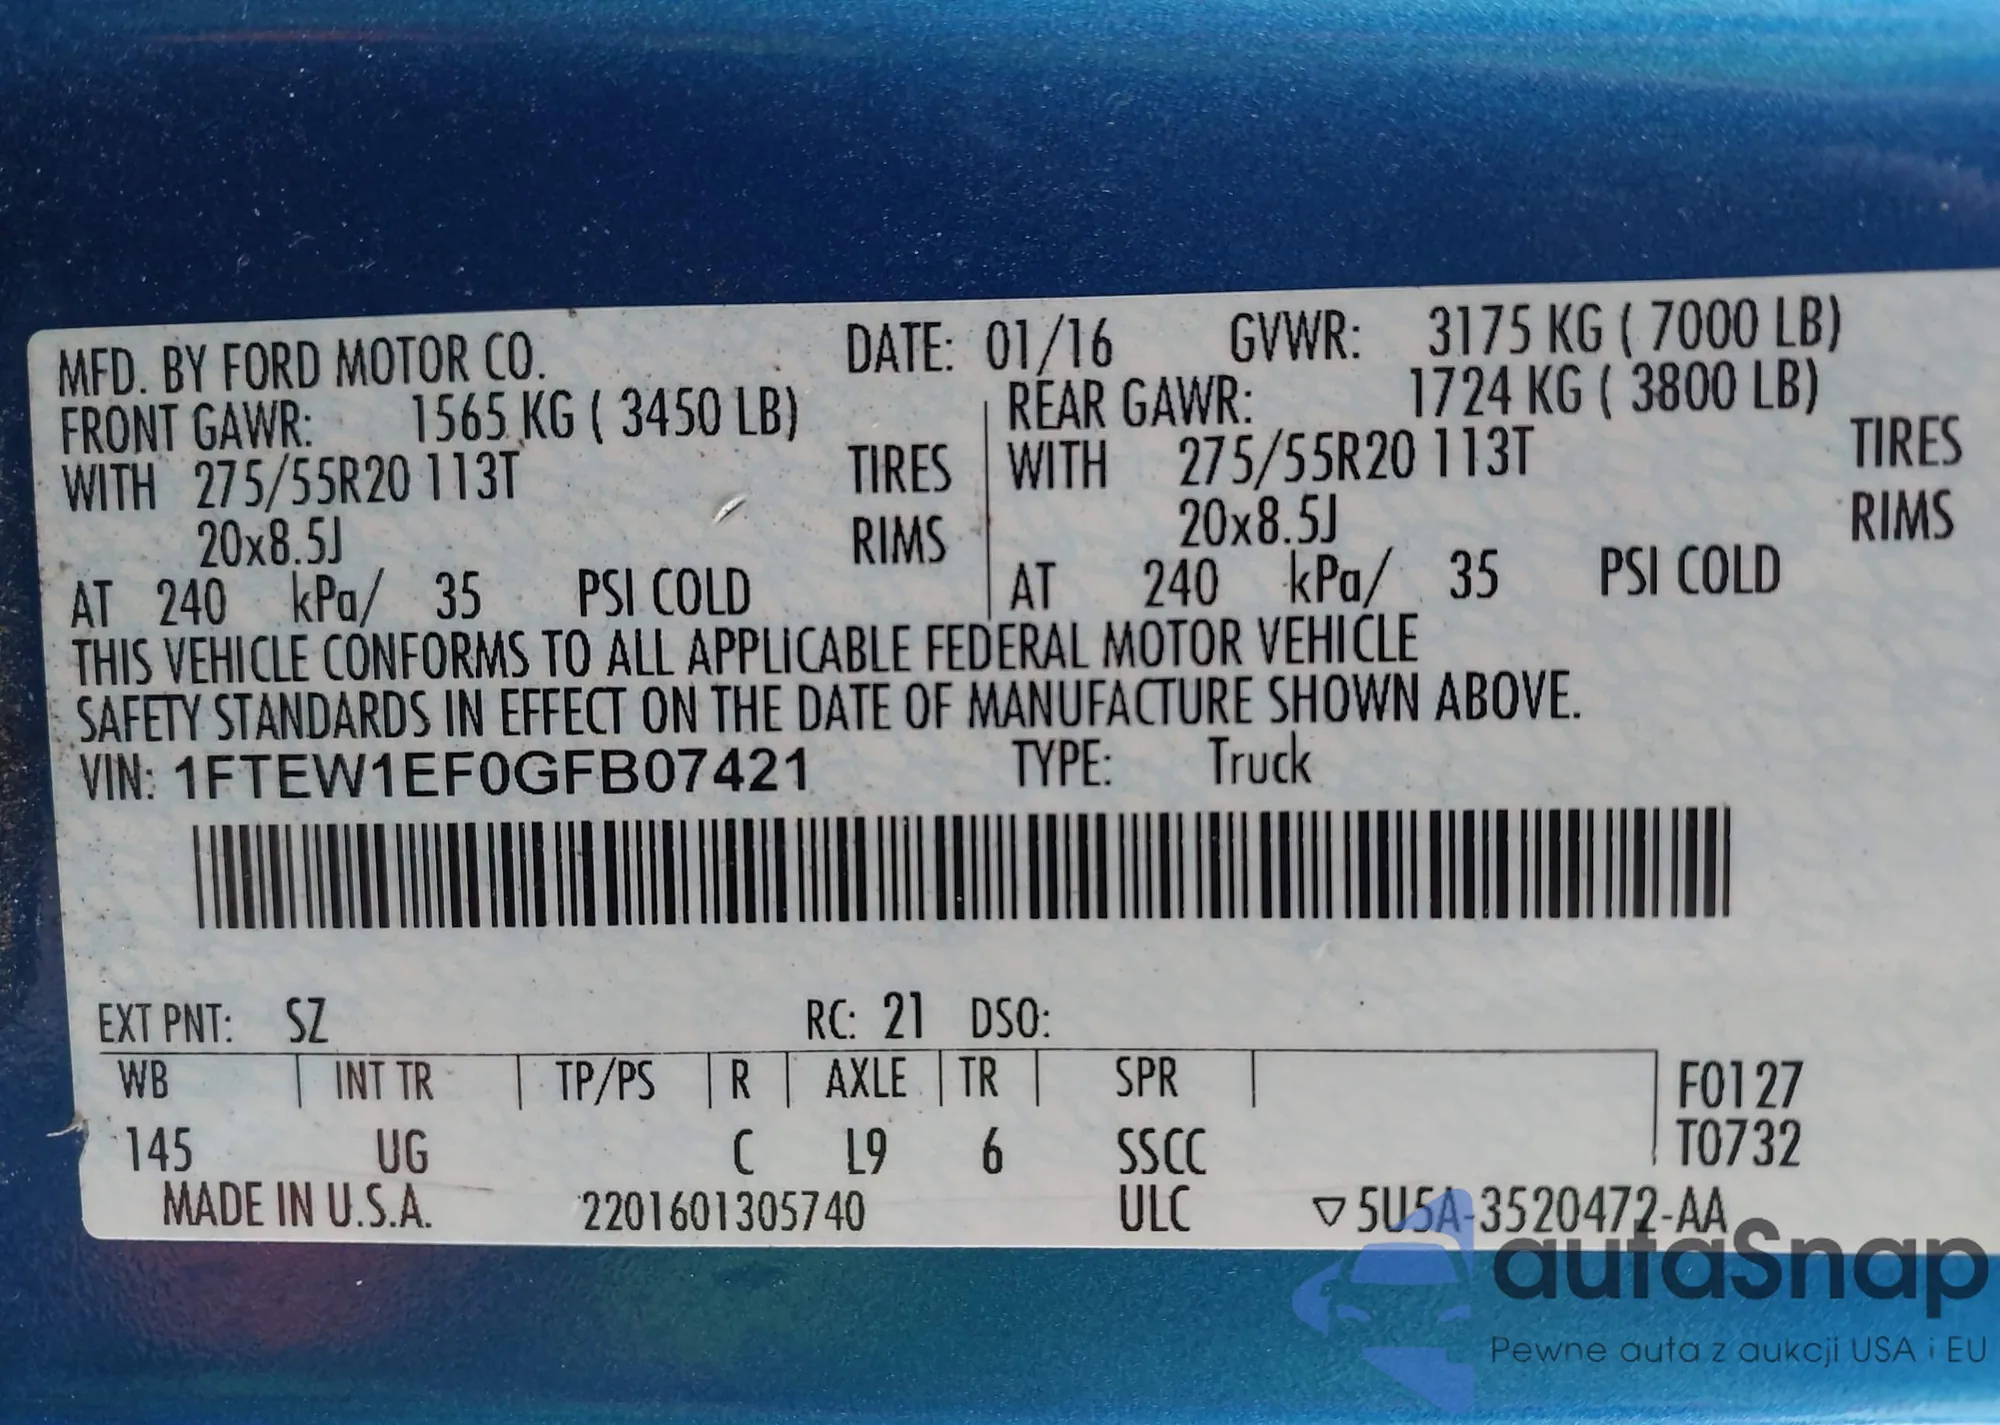 MFD. BY FORD MOTOR CO. DATE: 01/16 GVWR: 3175 KG ( 7000 LB)
FRONT GAWR: 1565 KG ( 3450 LB) REAR GAWR: 1724 KG ( 3800 LB)
WITH 275/55R20 113T TIRES WITH 275/55R20 113T TIRES
20x8.5J RIMS 20x8.5J RIMS
AT 240 kPa/ 35 PSI COLD AT 240 kPa/ 35 PSI COLD
THIS VEHICLE CONFORMS TO ALL APPLICABLE FEDERAL MOTOR VEHICLE
SAFETY STANDARDS IN EFFECT ON THE DATE OF MANUFACTURE SHOWN ABOVE.
VIN: 1FTEW1EF0GFB07421 TYPE: Truck
EXT PNT: SZ RC: 21 DSO:
WB INT TR TP/PS R AXLE TR SPR F0127
145 UG C L9 6 SSCC T0732
MADE IN U.S.A. 2201601305740 ULC ▽5U5A-3520472-AA
autaSnap
Pewne auta z aukcji USA i EU